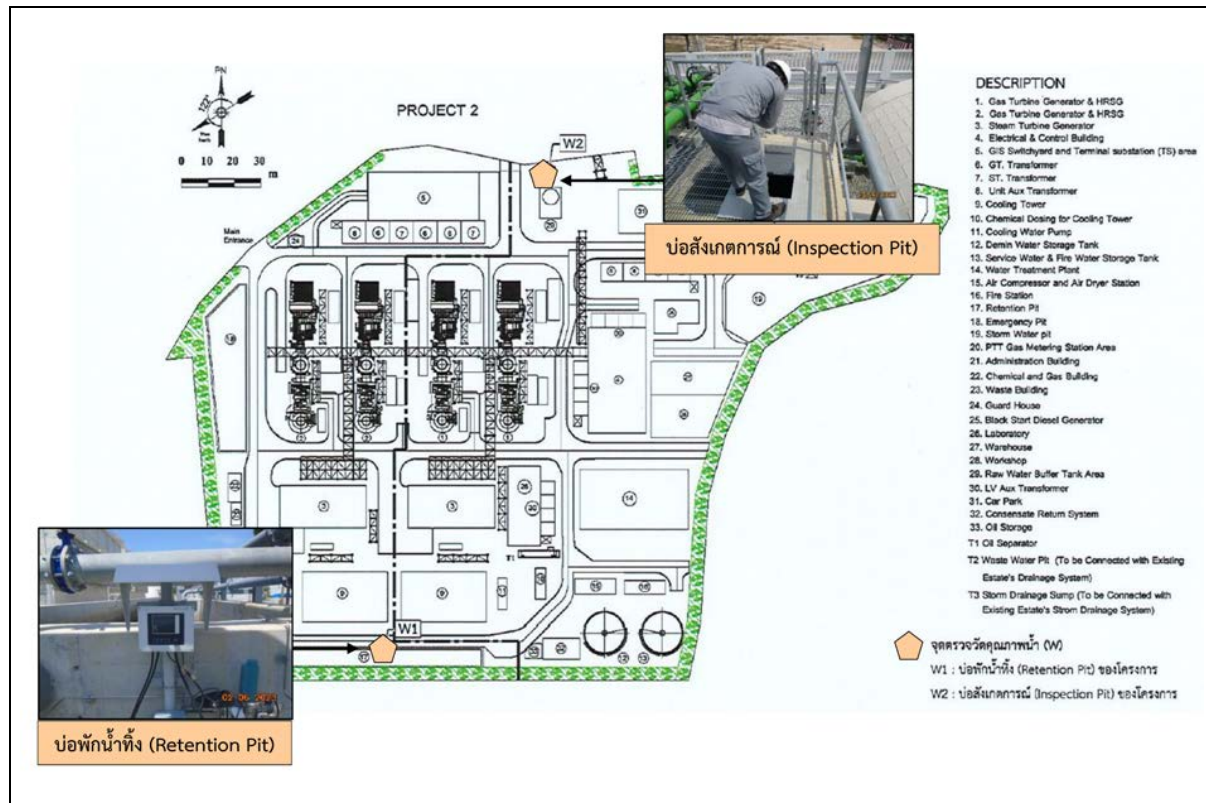 PN
122°
0 10 20 30
m
PROJECT 2
W2
Main
Entrance
บ่อสังเกตการณ์ (Inspection Pit)
W1
T1
บ่อพักน้ำทิ้ง (Retention Pit)
DESCRIPTION
1. Gas Turbine Generator & HRSG
2. Gas Turbine Generator & HRSG
3. Steam Turbine Generator
4. Electrical & Control Building
5. GIS Switchyard and Terminal substation (TS) area
6. GT. Transformer
7. ST. Transformer
8. Unit Aux Transformer
9. Cooling Tower
10. Chemical Dosing for Cooling Tower
11. Cooling Water Pump
12. Demin Water Storage Tank
13. Service Water & Fire Water Storage Tank
14. Water Treatment Plant
15. Air Compressor and Air Dryer Station
16. Fire Station
17. Retention Pit
18. Emergency Pit
19. Storm Water pit
20. PTT Gas Metering Station Area
21. Administration Building
22. Chemical and Gas Building
23. Waste Building
24. Guard House
25. Black Start Diesel Generator
26. Laboratory
27. Warehouse
28. Workshop
29. Raw Water Buffer Tank Area
30. LV Aux Transformer
31. Car Park
32. Consensate Return System
33. Oil Storage
T1 Oil Separator
T2 Waste Water Pit (To be Connected with Existing
Estate's Drainage System)
T3 Storm Drainage Sump (To be Connected with
Existing Estate's Strom Drainage System)
จุดตรวจวัดคุณภาพน้ำ (W)
W1 : บ่อพักน้ำทิ้ง (Retention Pit) ของโครงการ
W2 : บ่อสังเกตการณ์ (Inspection Pit) ของโครงการ